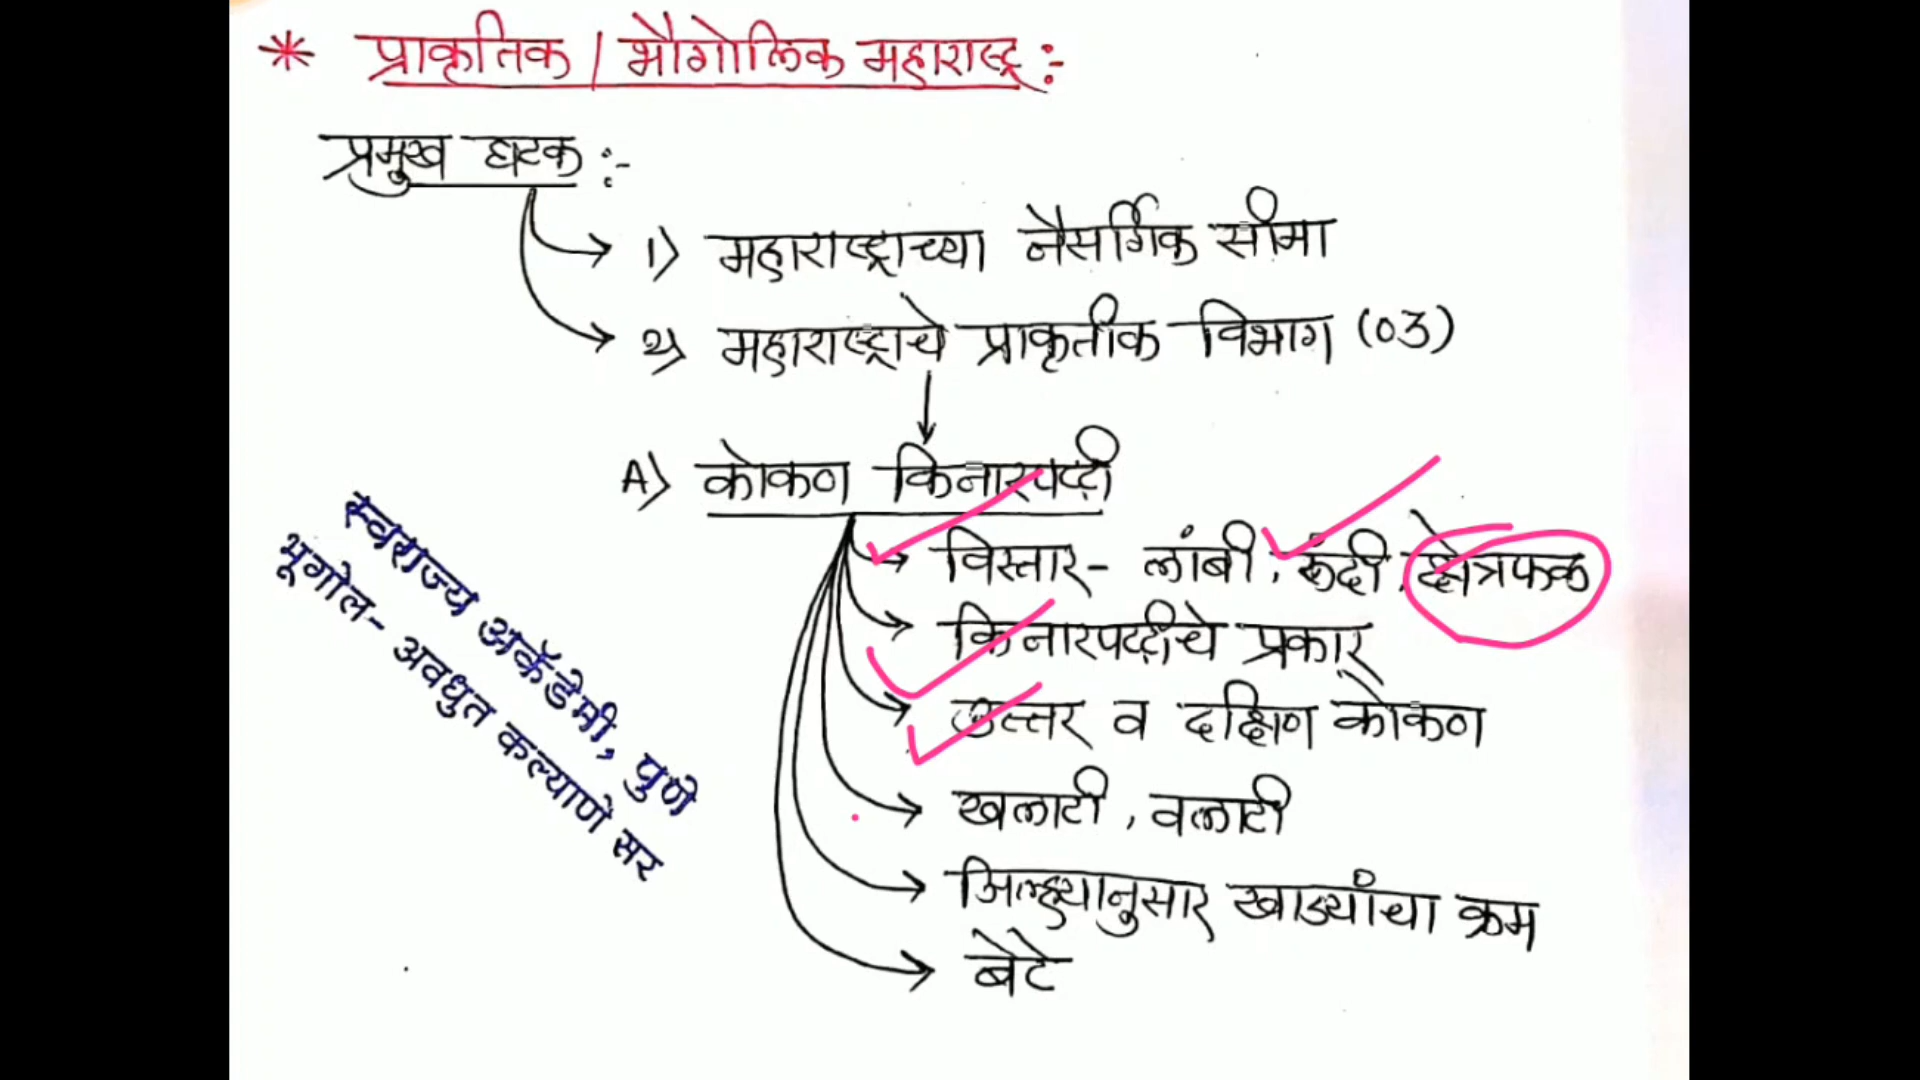 * प्राकृतिक / भौगोलिक महाराष्ट्र :-
प्रमुख घटक :-
1) महाराष्ट्राच्या नैसर्गिक सीमा
2) महाराष्ट्राचे प्राकृतीक विभाग (03)
A) कोकण किनारपट्टी
विस्तार - लांबी, रुंदी, क्षेत्रफळ
किनारपट्टीचे प्रकार
उत्तर व दक्षिण कोकण
खलाटी, वलाटी
जिल्ह्यानुसार खाड्यांचा क्रम
बेटे
स्वराज्य अकॅडेमी, पुणे
भूगोल - अवधुत कल्याणे सर